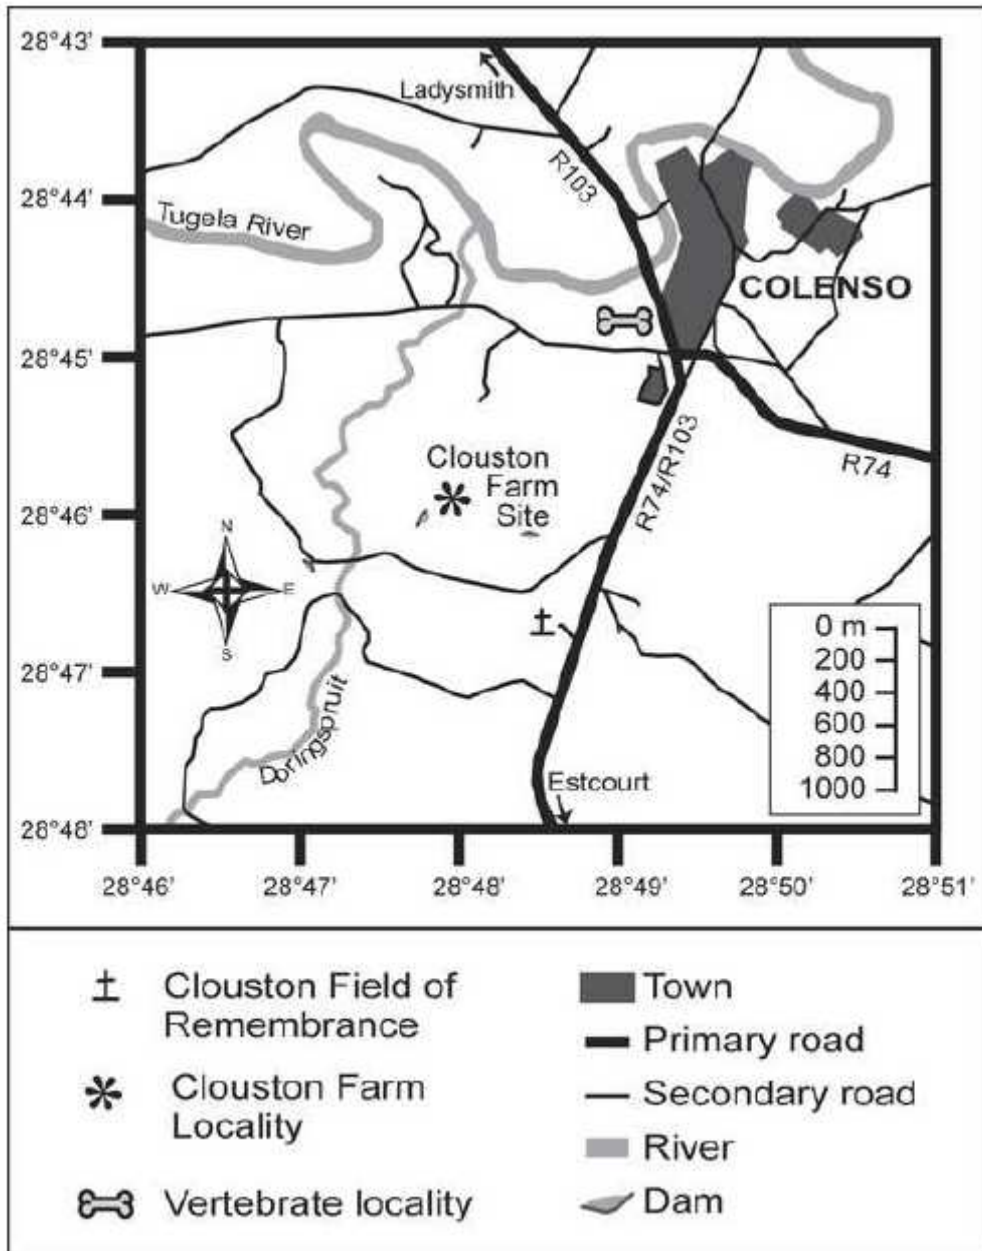 28°43'
Ladysmith
R103
28°44'
Tugela River
COLENSO
28°45'
R74
R74/R103
Clouston
Farm
Site
28°46'
N
W
E
S
0 m
200
400
600
800
1000
28°47'
Doringspruit
Estcourt
28°48'
28°46'
28°47'
28°48'
28°49'
28°50'
28°51'
Clouston Field of
Remembrance
Clouston Farm
Locality
Vertebrate locality
Town
Primary road
Secondary road
River
Dam